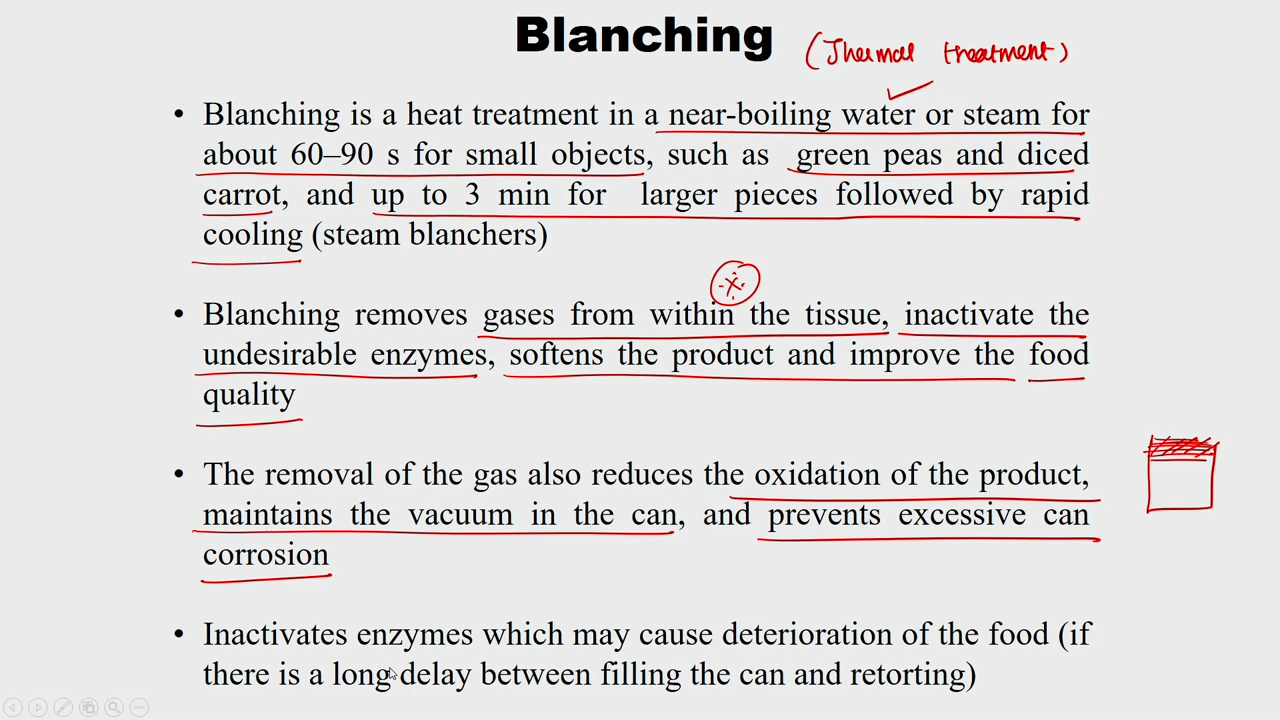 Blanching
(Thermal treatment)
• Blanching is a heat treatment in a near-boiling water or steam for
about 60–90 s for small objects, such as green peas and diced
carrot, and up to 3 min for larger pieces followed by rapid
cooling (steam blanchers)
• Blanching removes gases from within the tissue, inactivate the
undesirable enzymes, softens the product and improve the food
quality
• The removal of the gas also reduces the oxidation of the product,
maintains the vacuum in the can, and prevents excessive can
corrosion
• Inactivates enzymes which may cause deterioration of the food (if
there is a long delay between filling the can and retorting)